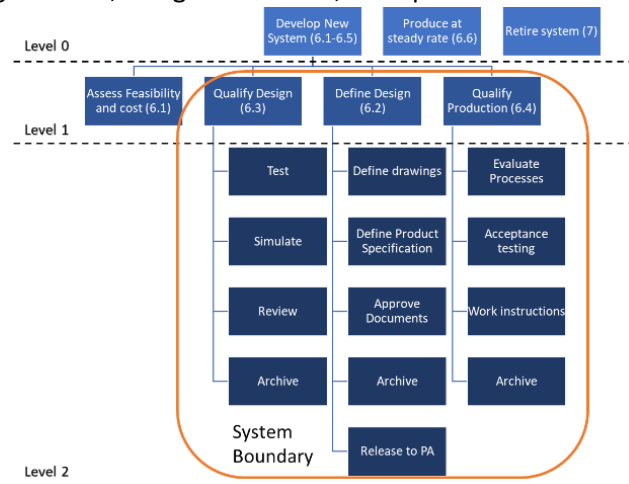 Develop New
System (6.1-6.5)
Produce at
steady rate (6.6)
Retire system (7)
Level 0
Assess Feasibility
and cost (6.1)
Qualify Design
(6.3)
Define Design
(6.2)
Qualify
Production (6.4)
Level 1
Test
Define drawings
Evaluate
Processes
Simulate
Define Product
Specification
Acceptance
testing
Review
Approve
Documents
Work instructions
Archive
Archive
Archive
System
Boundary
Release to PA
Level 2